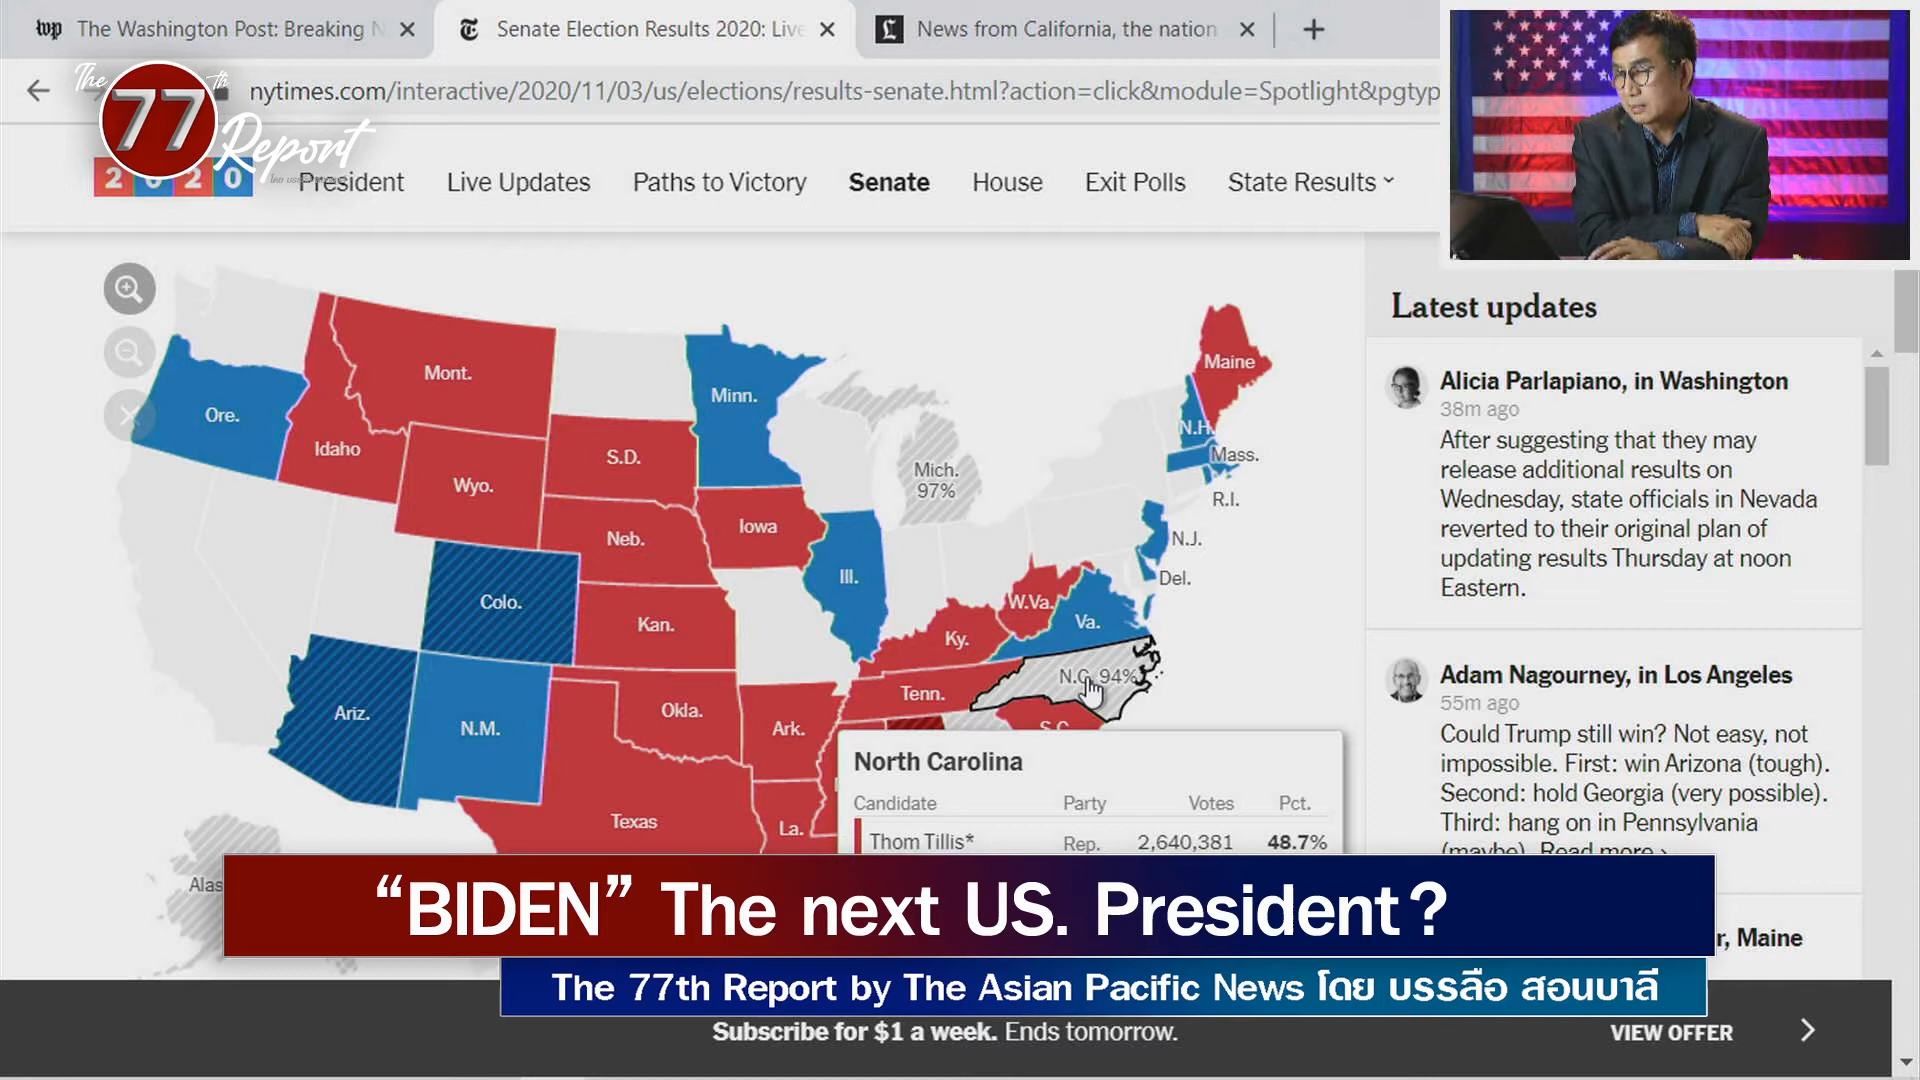 The Washington Post: Breaking N
Senate Election Results 2020: Live
News from California, the nation
nytimes.com/interactive/2020/11/03/us/elections/results-senate.html?action=click&module=Spotlight&pgtyp
The 77th Report
2020
President Live Updates Paths to Victory Senate House Exit Polls State Results
Ore.
Idaho
Mont.
Wyo.
S.D.
Neb.
Kan.
Minn.
Iowa
Ill.
Mich.
97%
Maine
N.H.
Mass.
R.I.
N.J.
Del.
W.Va.
Va.
Ky.
Colo.
Ariz.
N.M.
Okla.
Ark.
Tenn.
N.C. 94%
S.C.
Texas
La.
Alas
North Carolina
Candidate Party Votes Pct.
Thom Tillis* Rep. 2,640,381 48.7%
Latest updates
Alicia Parlapiano, in Washington
38m ago
After suggesting that they may
release additional results on
Wednesday, state officials in Nevada
reverted to their original plan of
updating results Thursday at noon
Eastern.
Adam Nagourney, in Los Angeles
55m ago
Could Trump still win? Not easy, not
impossible. First: win Arizona (tough).
Second: hold Georgia (very possible).
Third: hang on in Pennsylvania
(maybe). Read more ›
r, Maine
“BIDEN” The next US. President?
The 77th Report by The Asian Pacific News โดย บรรลือ สอนบาลี
Subscribe for $1 a week. Ends tomorrow.
VIEW OFFER